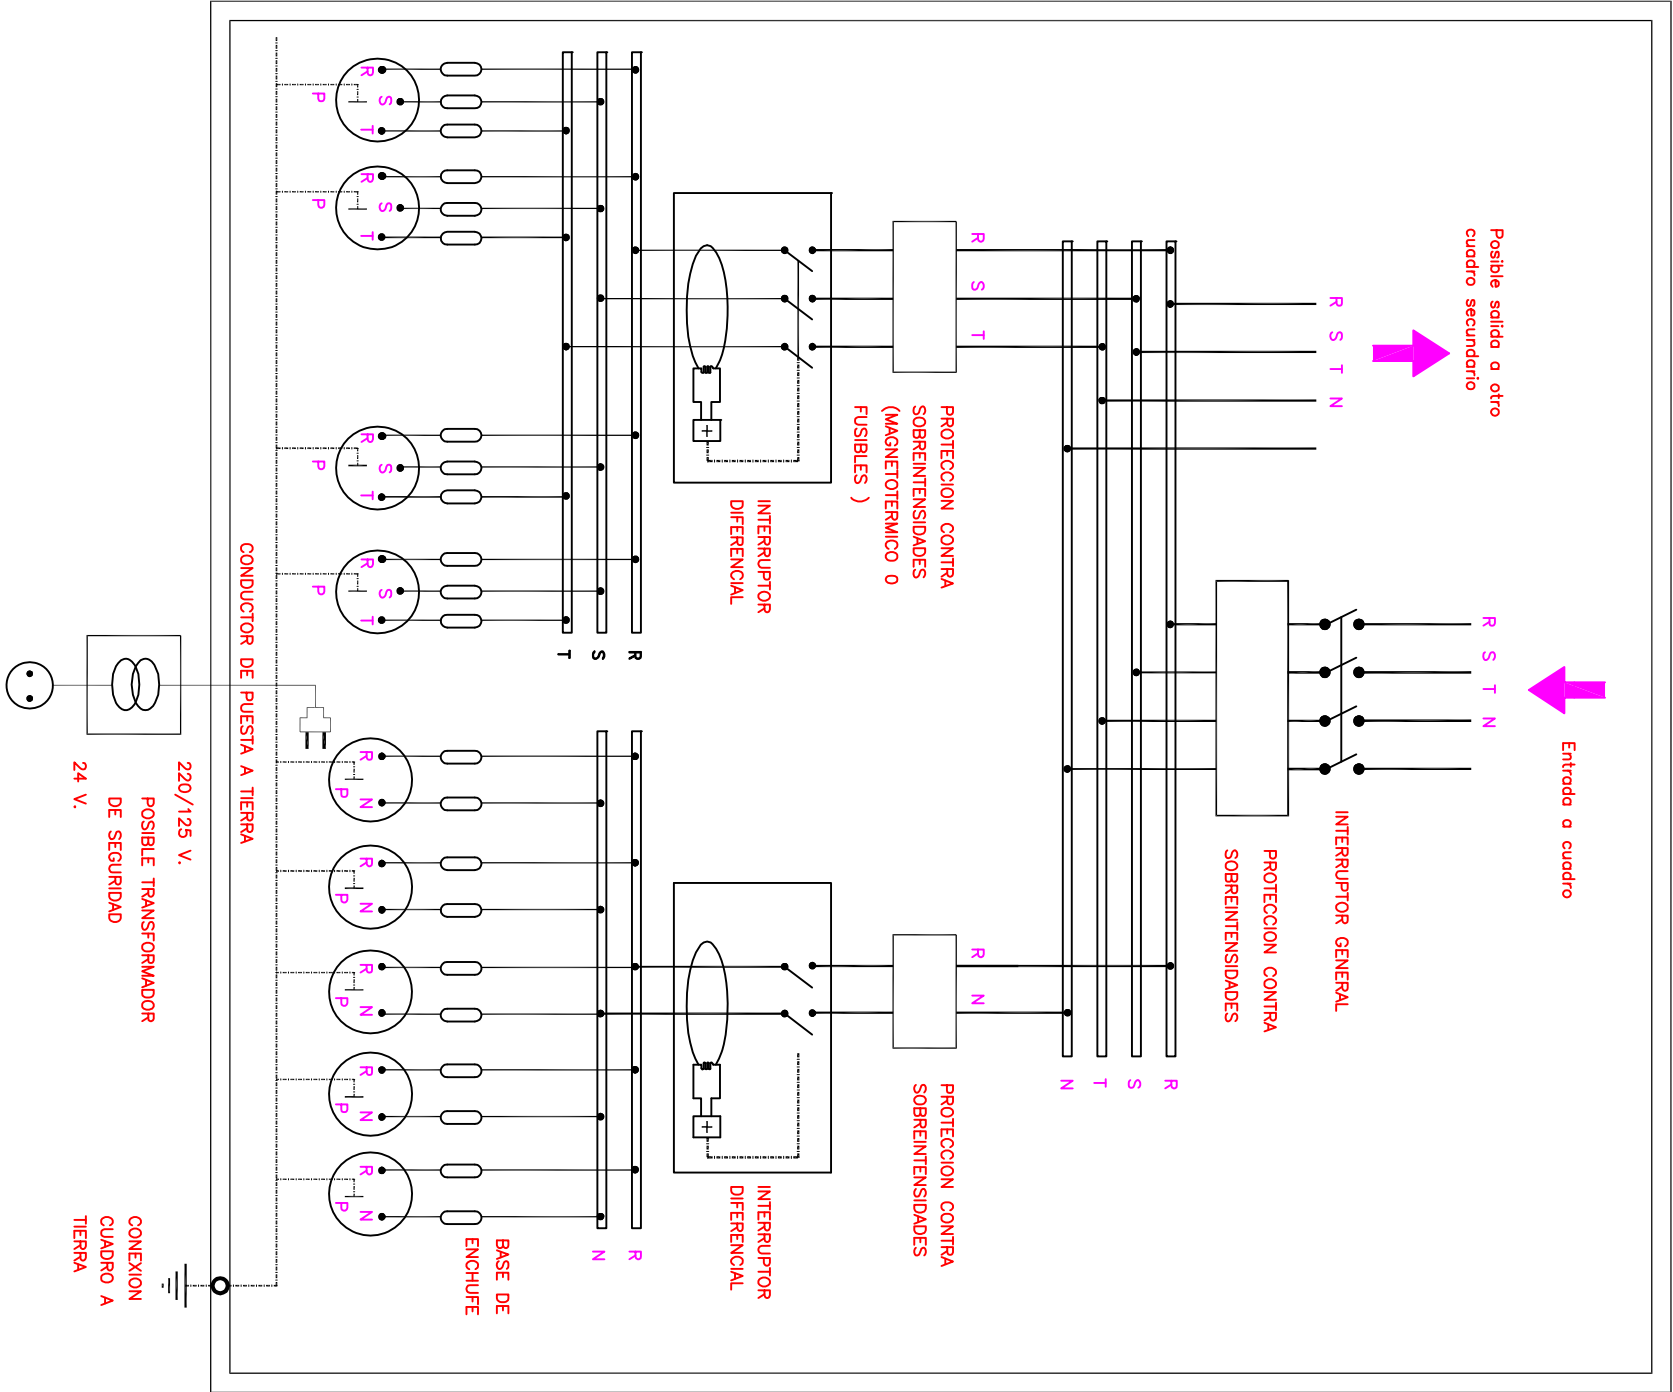 Entrada a cuadro
Posible salida a otro
cuadro secundario
R S T N
R S T N
INTERRUPTOR GENERAL
PROTECCION CONTRA
SOBREINTENSIDADES
R
S
T
N
R S T
R N
PROTECCION CONTRA
SOBREINTENSIDADES
(MAGNETOTERMICO O
FUSIBLES )
PROTECCION CONTRA
SOBREINTENSIDADES
INTERRUPTOR
DIFERENCIAL
INTERRUPTOR
DIFERENCIAL
R
S
T
R
N
BASE DE
ENCHUFE
R S T
P
R S T
P
R S T
P
R S T
P
R N
P
R N
P
R N
P
R N
P
R N
P
CONDUCTOR DE PUESTA A TIERRA
220/125 V.
POSIBLE TRANSFORMADOR
DE SEGURIDAD
24 V.
CONEXION
CUADRO A
TIERRA